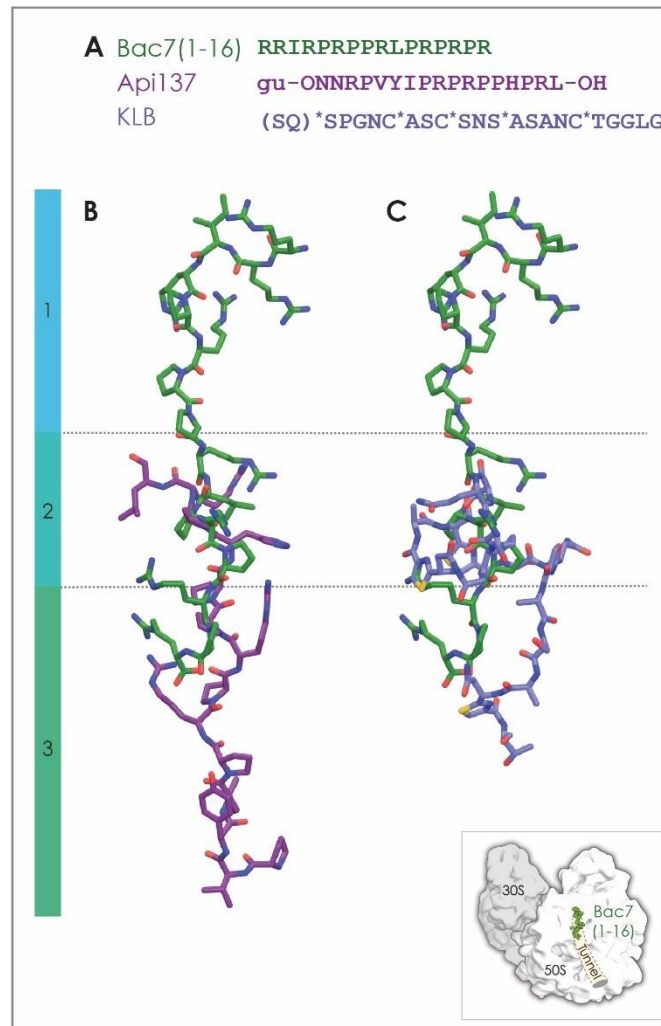 A Bac7(1-16) RRIRPRPPRLPRPRPR
Api137 gu-ONNRPVYIPRPRPPHPRL-OH
KLB (SQ)*SPGNC*ASC*SNS*ASANC*TGGLG
B C
1
2
3
30S
Bac7
(1-16)
50S
Tunnel